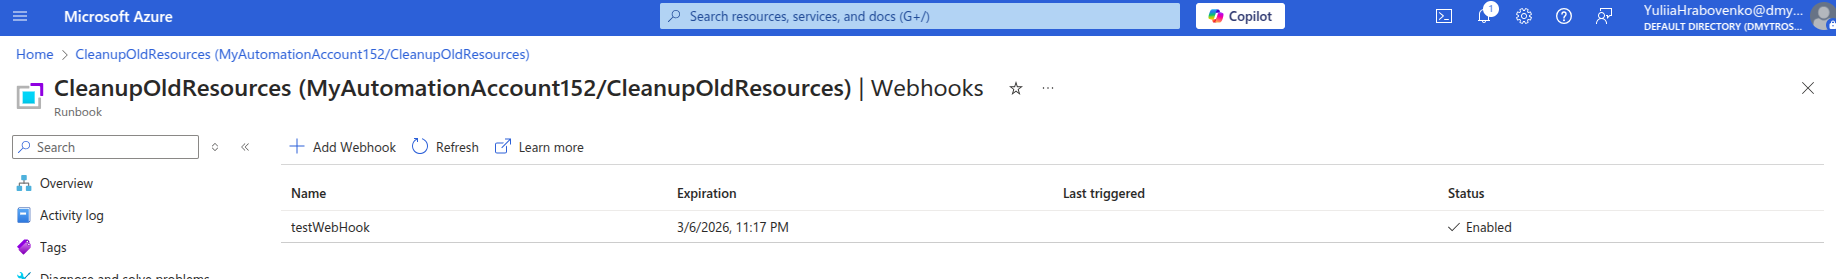 Microsoft Azure
Search resources, services, and docs (G+/)
Copilot
1
YuliiaHrabovenko@dmy...
DEFAULT DIRECTORY (DMYTROS...
Home > CleanupOldResources (MyAutomationAccount152/CleanupOldResources)
CleanupOldResources (MyAutomationAccount152/CleanupOldResources) | Webhooks
Runbook
Search
Add Webhook Refresh Learn more
Overview
Activity log
Tags
Diagnose and solve problems
Name Expiration Last triggered Status
testWebHook 3/6/2026, 11:17 PM Enabled